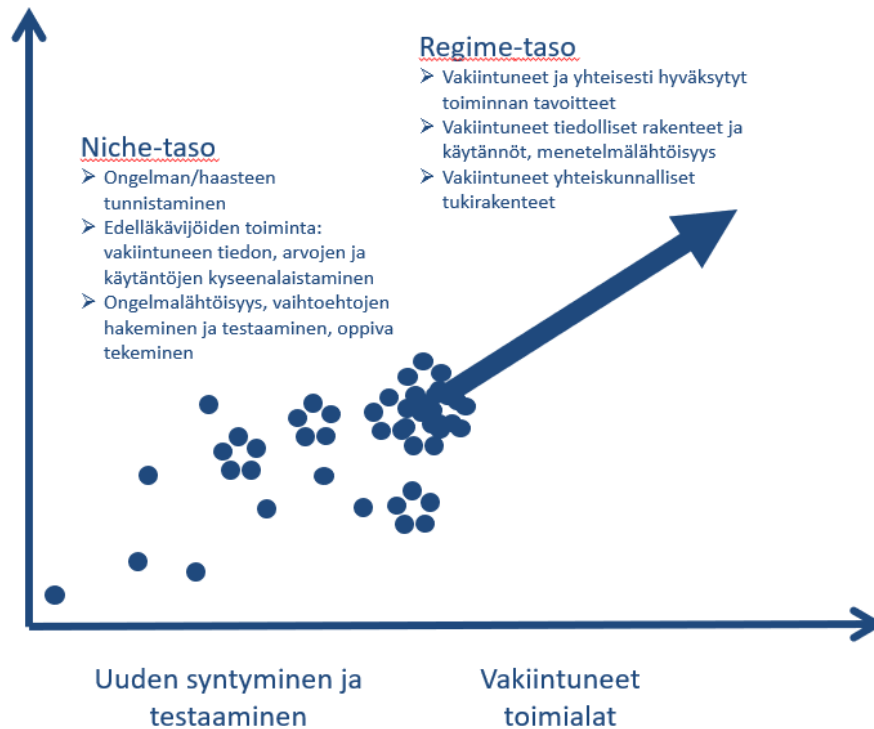 Regime-taso
➢ Vakiintuneet ja yhteisesti hyväksytyt
toiminnan tavoitteet
➢ Vakiintuneet tiedolliset rakenteet ja
käytännöt, menetelmälähtöisyys
➢ Vakiintuneet yhteiskunnalliset
tukirakenteet
Niche-taso
➢ Ongelman/haasteen
tunnistaminen
➢ Edelläkävijöiden toiminta:
vakiintuneen tiedon, arvojen ja
käytäntöjen kyseenalaistaminen
➢ Ongelmalähtöisyys, vaihtoehtojen
hakeminen ja testaaminen, oppiva
tekeminen
Uuden syntyminen ja
testaaminen
Vakiintuneet
toimialat